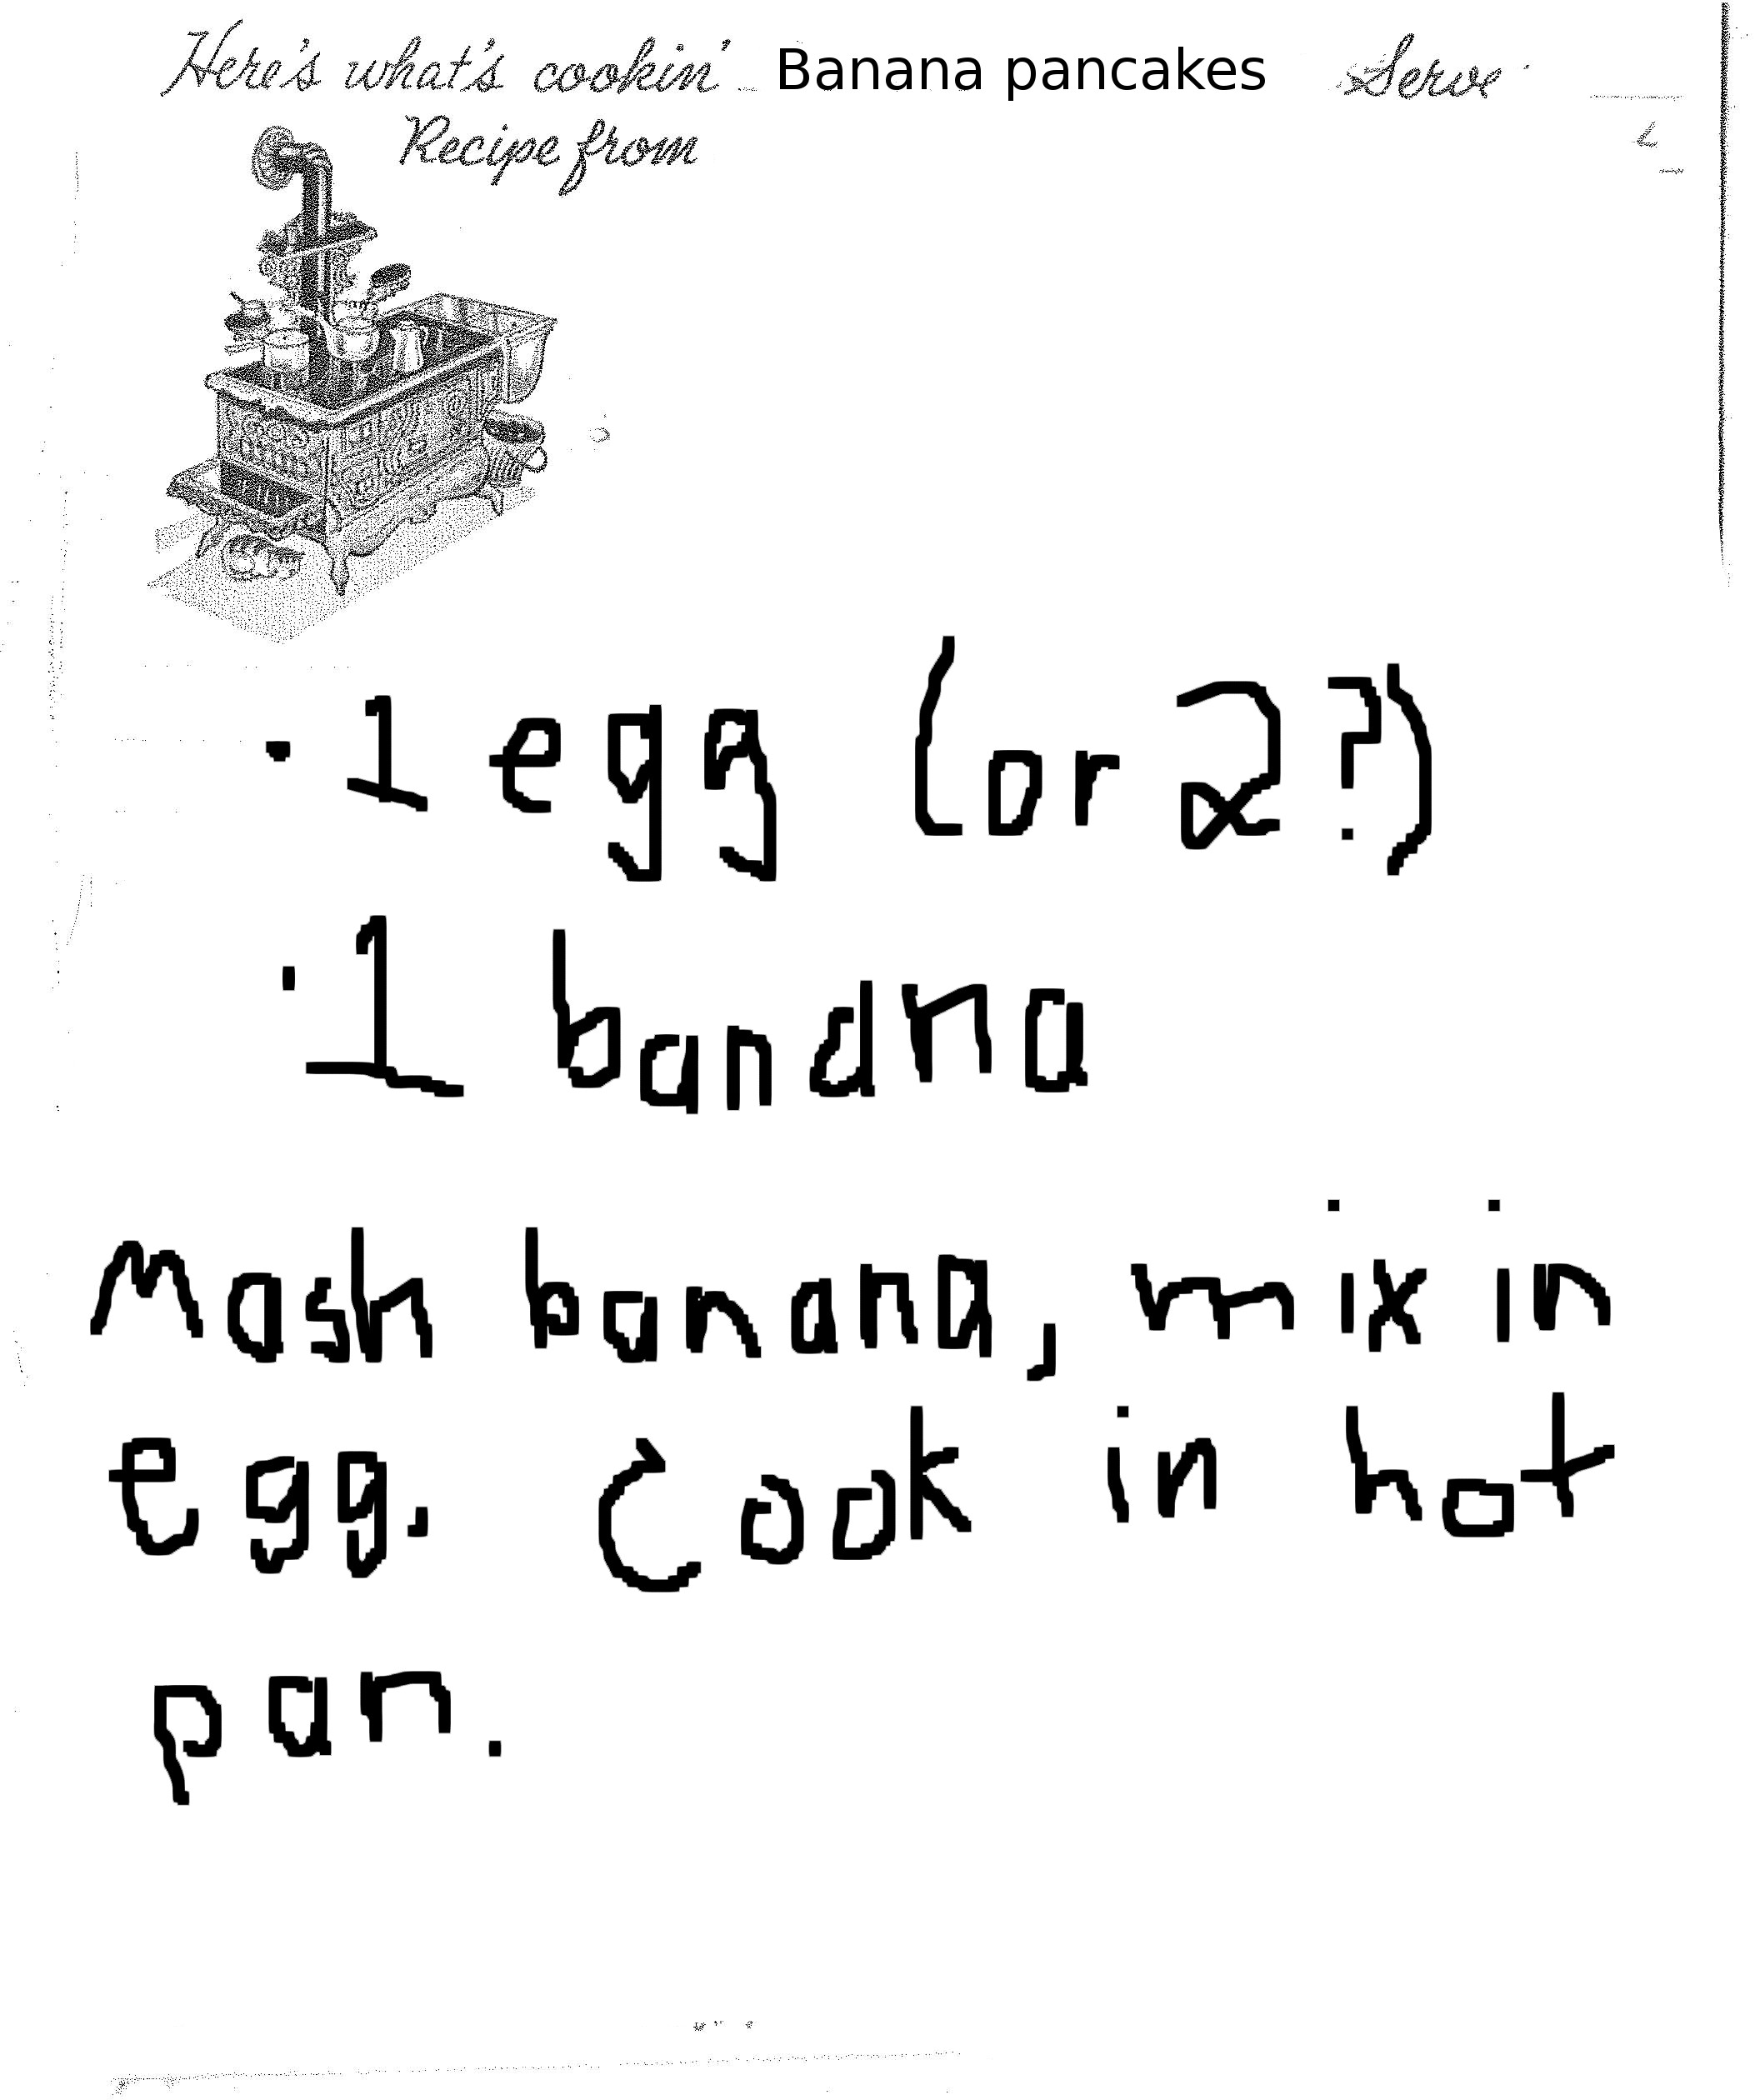 Here's what's cookin' Banana pancakes Serve
Recipe from
· 1 egg (or 2?)
· 1 banana
Mash banana, mix in
egg. Cook in hot
pan.